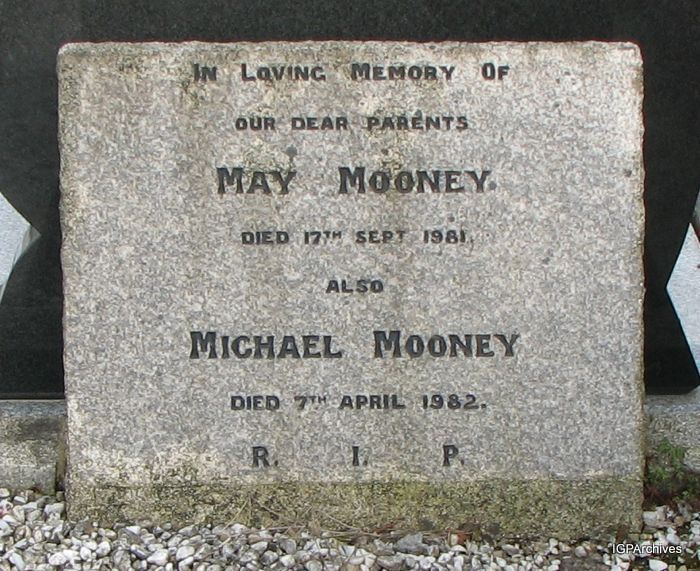 In Loving Memory Of
OUR DEAR PARENTS
MAY MOONEY
DIED 17TH SEPT 1981.
ALSO
MICHAEL MOONEY
DIED 7TH APRIL 1982.
R. I. P.
IGPArchives